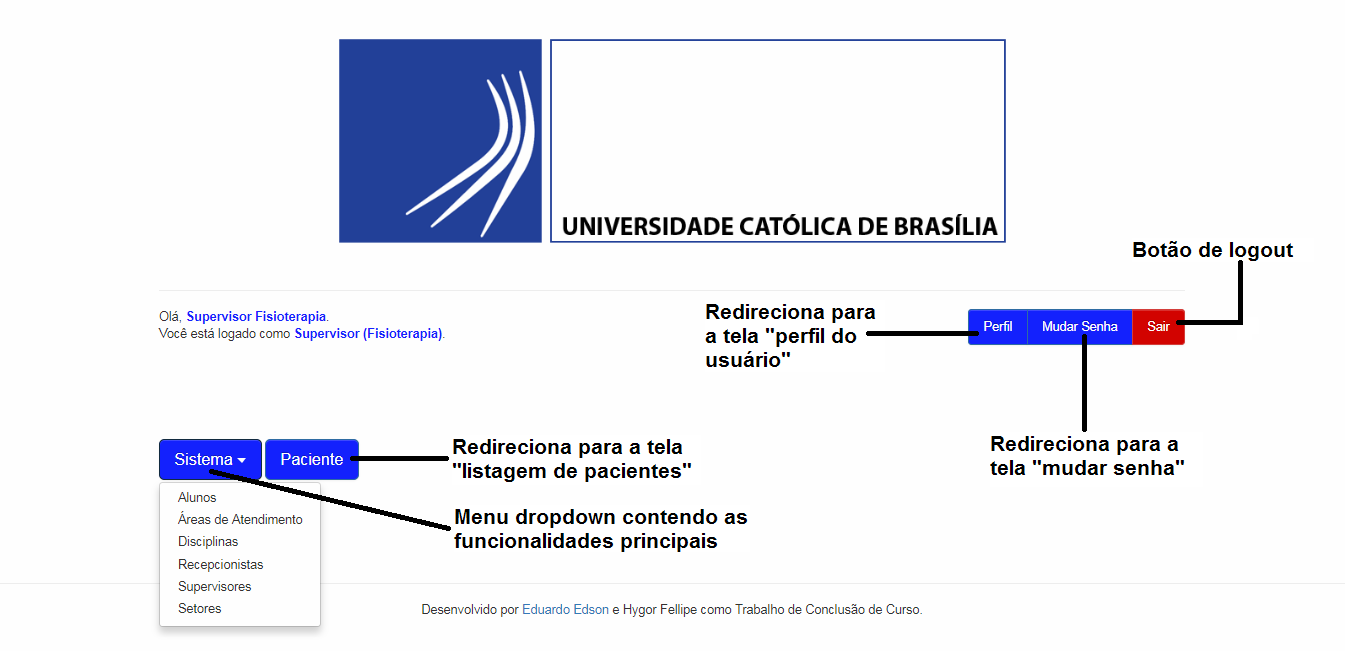 UNIVERSIDADE CATÓLICA DE BRASÍLIA
Botão de logout
Olá, Supervisor Fisioterapia.
Você está logado como Supervisor (Fisioterapia).
Redireciona para
a tela "perfil do
usuário"
Perfil
Mudar Senha
Sair
Redireciona para a
tela "mudar senha"
Sistema
Paciente
Redireciona para a tela
"listagem de pacientes"
Menu dropdown contendo as
funcionalidades principais
Alunos
Áreas de Atendimento
Disciplinas
Recepcionistas
Supervisores
Setores
Desenvolvido por Eduardo Edson e Hygor Fellipe como Trabalho de Conclusão de Curso.